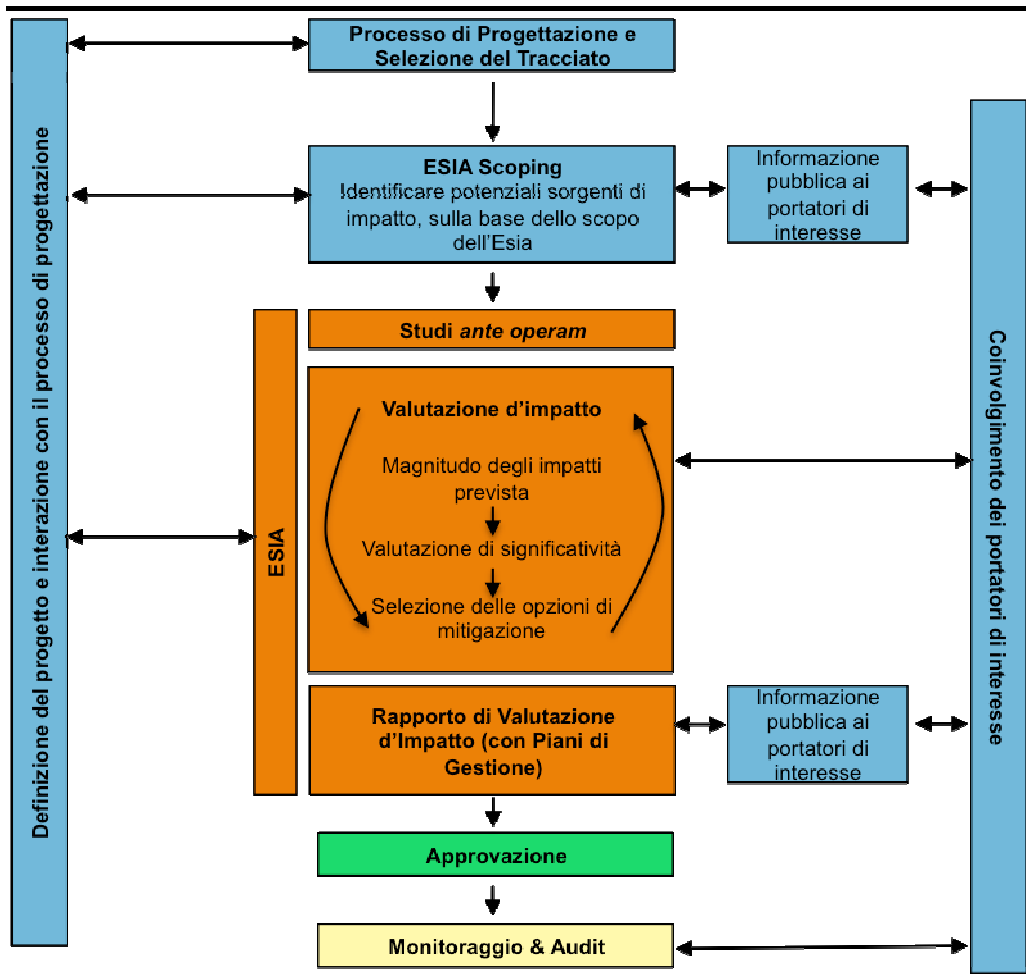 Processo di Progettazione e
Selezione del Tracciato
Definizione del progetto e interazione con il processo di progettazione
ESIA Scoping
Identificare potenziali sorgenti di
impatto, sulla base dello scopo
dell'Esia
Informazione
pubblica ai
portatori di
interesse
Coinvolgimento dei portatori di interesse
Studi ante operam
ESIA
Valutazione d'impatto
Magnitudo degli impatti
prevista
Valutazione di significatività
Selezione delle opzioni di
mitigazione
Rapporto di Valutazione
d'Impatto (con Piani di
Gestione)
Informazione
pubblica ai
portatori di
interesse
Approvazione
Monitoraggio & Audit